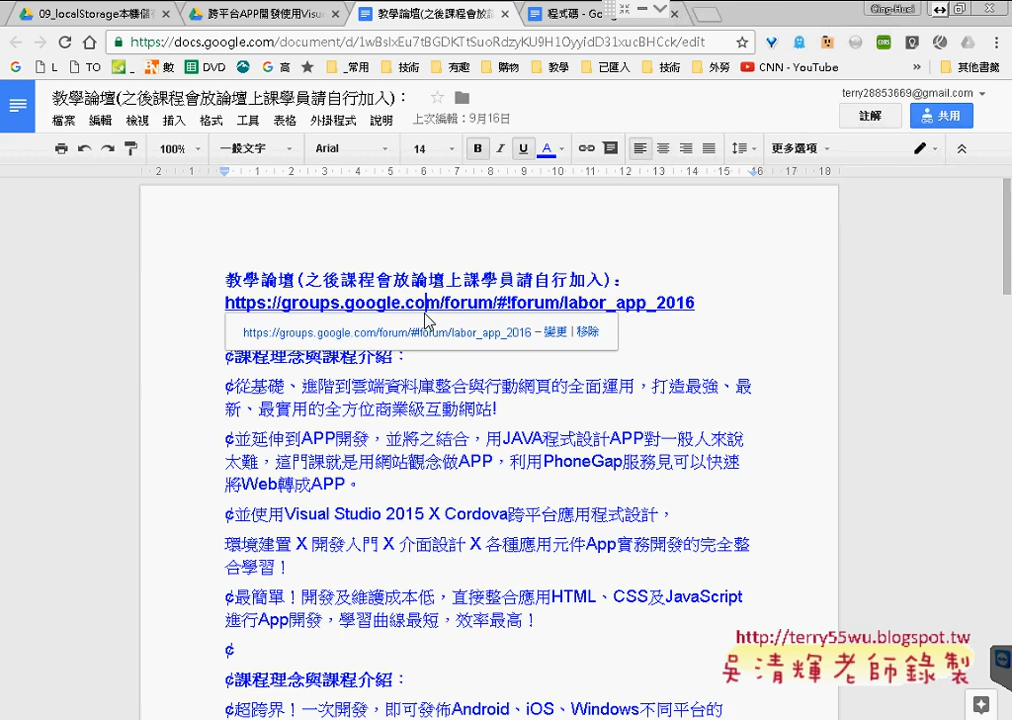 09_localStorage本機儲
跨平台APP開發使用Visu
教學論壇(之後課程會放論
程式碼 - Go
Ging-Huei
https://docs.google.com/document/d/1wBslxEu7tBGDKTtSuoRdzyKU9H1OyyidD31xucBHCck/edit
L
TO
數
DVD
高
_常用
技術
有趣
購物
教學
已匯入
技術
外勞
CNN - YouTube
»
其他書籤
教學論壇(之後課程會放論壇上課學員請自行加入)：
terry28853669@gmail.com
檔案 編輯 檢視 插入 格式 工具 表格 外掛程式 說明 上次編輯：9月16日
註解
共用
100% 一般文字 Arial 14 B I U A 更多選項
2 1 1 2 3 4 5 6 7 8 9 10 11 12 13 14 15 16 17 18
教學論壇(之後課程會放論壇上課學員請自行加入)：
https://groups.google.com/forum/#!forum/labor_app_2016
https://groups.google.com/forum/#!forum/labor_app_2016 – 變更 | 移除
¢課程理念與課程介紹：
¢從基礎、進階到雲端資料庫整合與行動網頁的全面運用，打造最強、最
新、最實用的全方位商業級互動網站!
¢並延伸到APP開發，並將之結合，用JAVA程式設計APP對一般人來說
太難，這門課就是用網站觀念做APP，利用PhoneGap服務見可以快速
將Web轉成APP。
¢並使用Visual Studio 2015 X Cordova跨平台應用程式設計，
環境建置 X 開發入門 X 介面設計 X 各種應用元件App實務開發的完全整
合學習！
¢最簡單！開發及維護成本低，直接整合應用HTML、CSS及JavaScript
進行App開發，學習曲線最短，效率最高！
¢
¢課程理念與課程介紹：
¢超跨界！一次開發，即可發佈Android、iOS、Windows不同平台的
http://terry55wu.blogspot.tw
吳清輝老師錄製